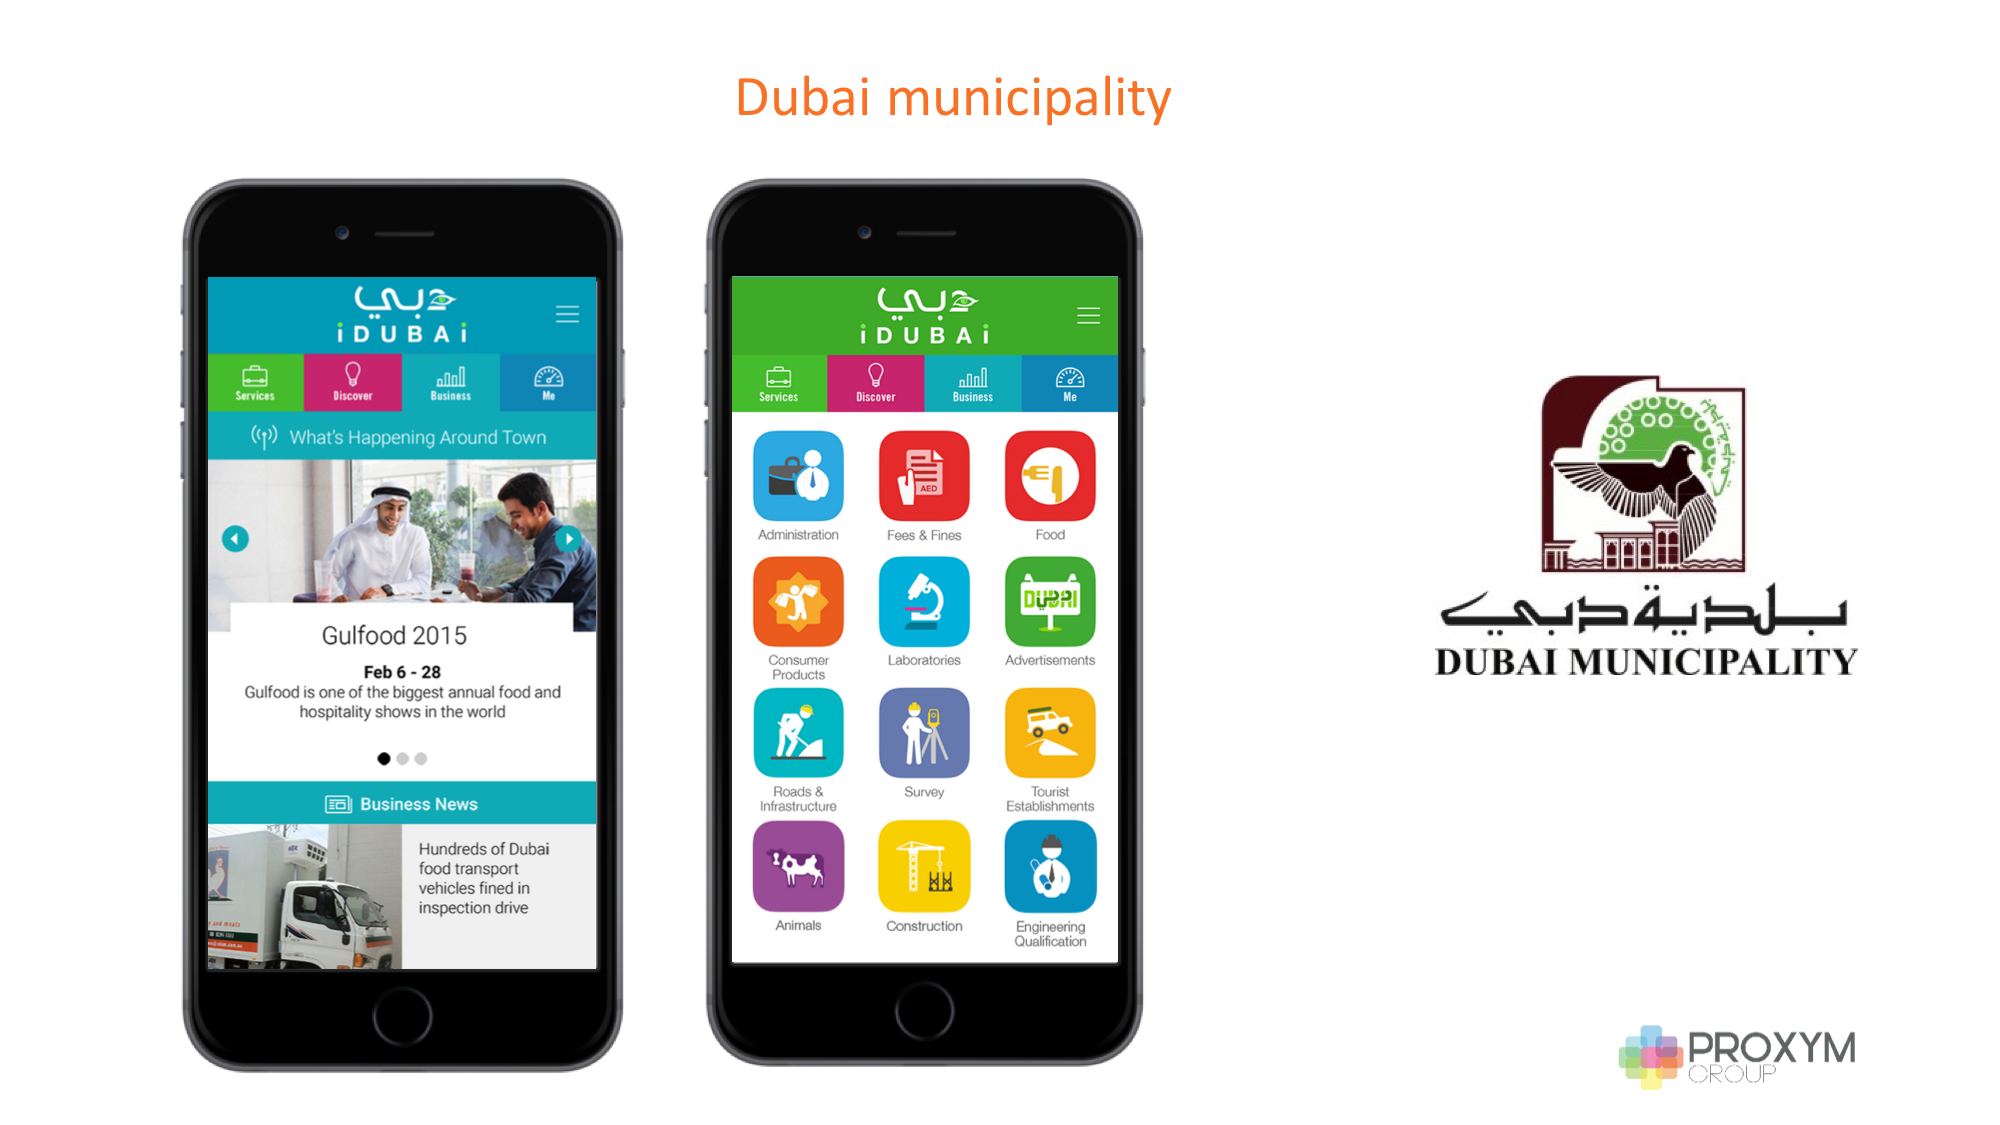 Dubai municipality
دبي
iDUBAi
Services
Discover
Business
Me
What's Happening Around Town
Gulfood 2015
Feb 6 - 28
Gulfood is one of the biggest annual food and
hospitality shows in the world
Business News
Hundreds of Dubai
food transport
vehicles fined in
inspection drive
دبي
iDUBAi
Services
Discover
Business
Me
AED
Administration
Fees & Fines
Food
DUBAI دبي
Consumer
Products
Laboratories
Advertisements
Roads &
Infrastructure
Survey
Tourist
Establishments
Animals
Construction
Engineering
Qualification
بلدية دبي
DUBAI MUNICIPALITY
PROXYM
GROUP